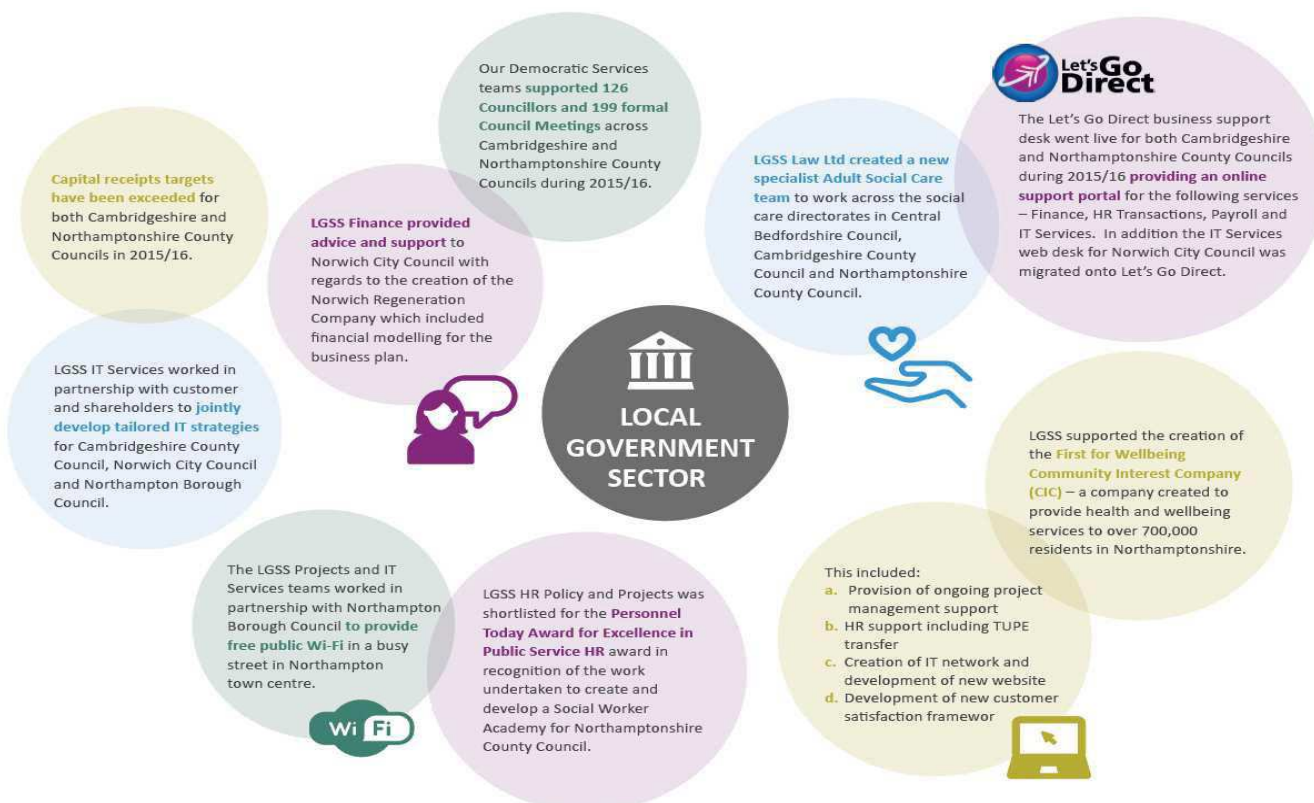 Capital receipts targets
have been exceeded for
both Cambridgeshire and
Northamptonshire County
Councils in 2015/16.
LGSS Finance provided
advice and support to
Norwich City Council with
regards to the creation of the
Norwich Regeneration
Company which included
financial modelling for the
business plan.
Our Democratic Services
teams supported 126
Councillors and 199 formal
Council Meetings across
Cambridgeshire and
Northamptonshire County
Councils during 2015/16.
LGSS Law Ltd created a new
specialist Adult Social Care
team to work across the social
care directorates in Central
Bedfordshire Council,
Cambridgeshire County
Council and Northamptonshire
County Council.
Let's Go
Direct
The Let's Go Direct business support
desk went live for both Cambridgeshire
and Northamptonshire County Councils
during 2015/16 providing an online
support portal for the following services
– Finance, HR Transactions, Payroll and
IT Services. In addition the IT Services
web desk for Norwich City Council was
migrated onto Let's Go Direct.
LGSS IT Services worked in
partnership with customer
and shareholders to jointly
develop tailored IT strategies
for Cambridgeshire County
Council, Norwich City Council
and Northampton Borough
Council.
LOCAL
GOVERNMENT
SECTOR
LGSS supported the creation of
the First for Wellbeing
Community Interest Company
(CIC) – a company created to
provide health and wellbeing
services to over 700,000
residents in Northamptonshire.
The LGSS Projects and IT
Services teams worked in
partnership with Northampton
Borough Council to provide
free public Wi-Fi in a busy
street in Northampton
town centre.
Wi Fi
LGSS HR Policy and Projects was
shortlisted for the Personnel
Today Award for Excellence in
Public Service HR award in
recognition of the work
undertaken to create and
develop a Social Worker
Academy for Northamptonshire
County Council.
This included:
a. Provision of ongoing project
management support
b. HR support including TUPE
transfer
c. Creation of IT network and
development of new website
d. Development of new customer
satisfaction framewor